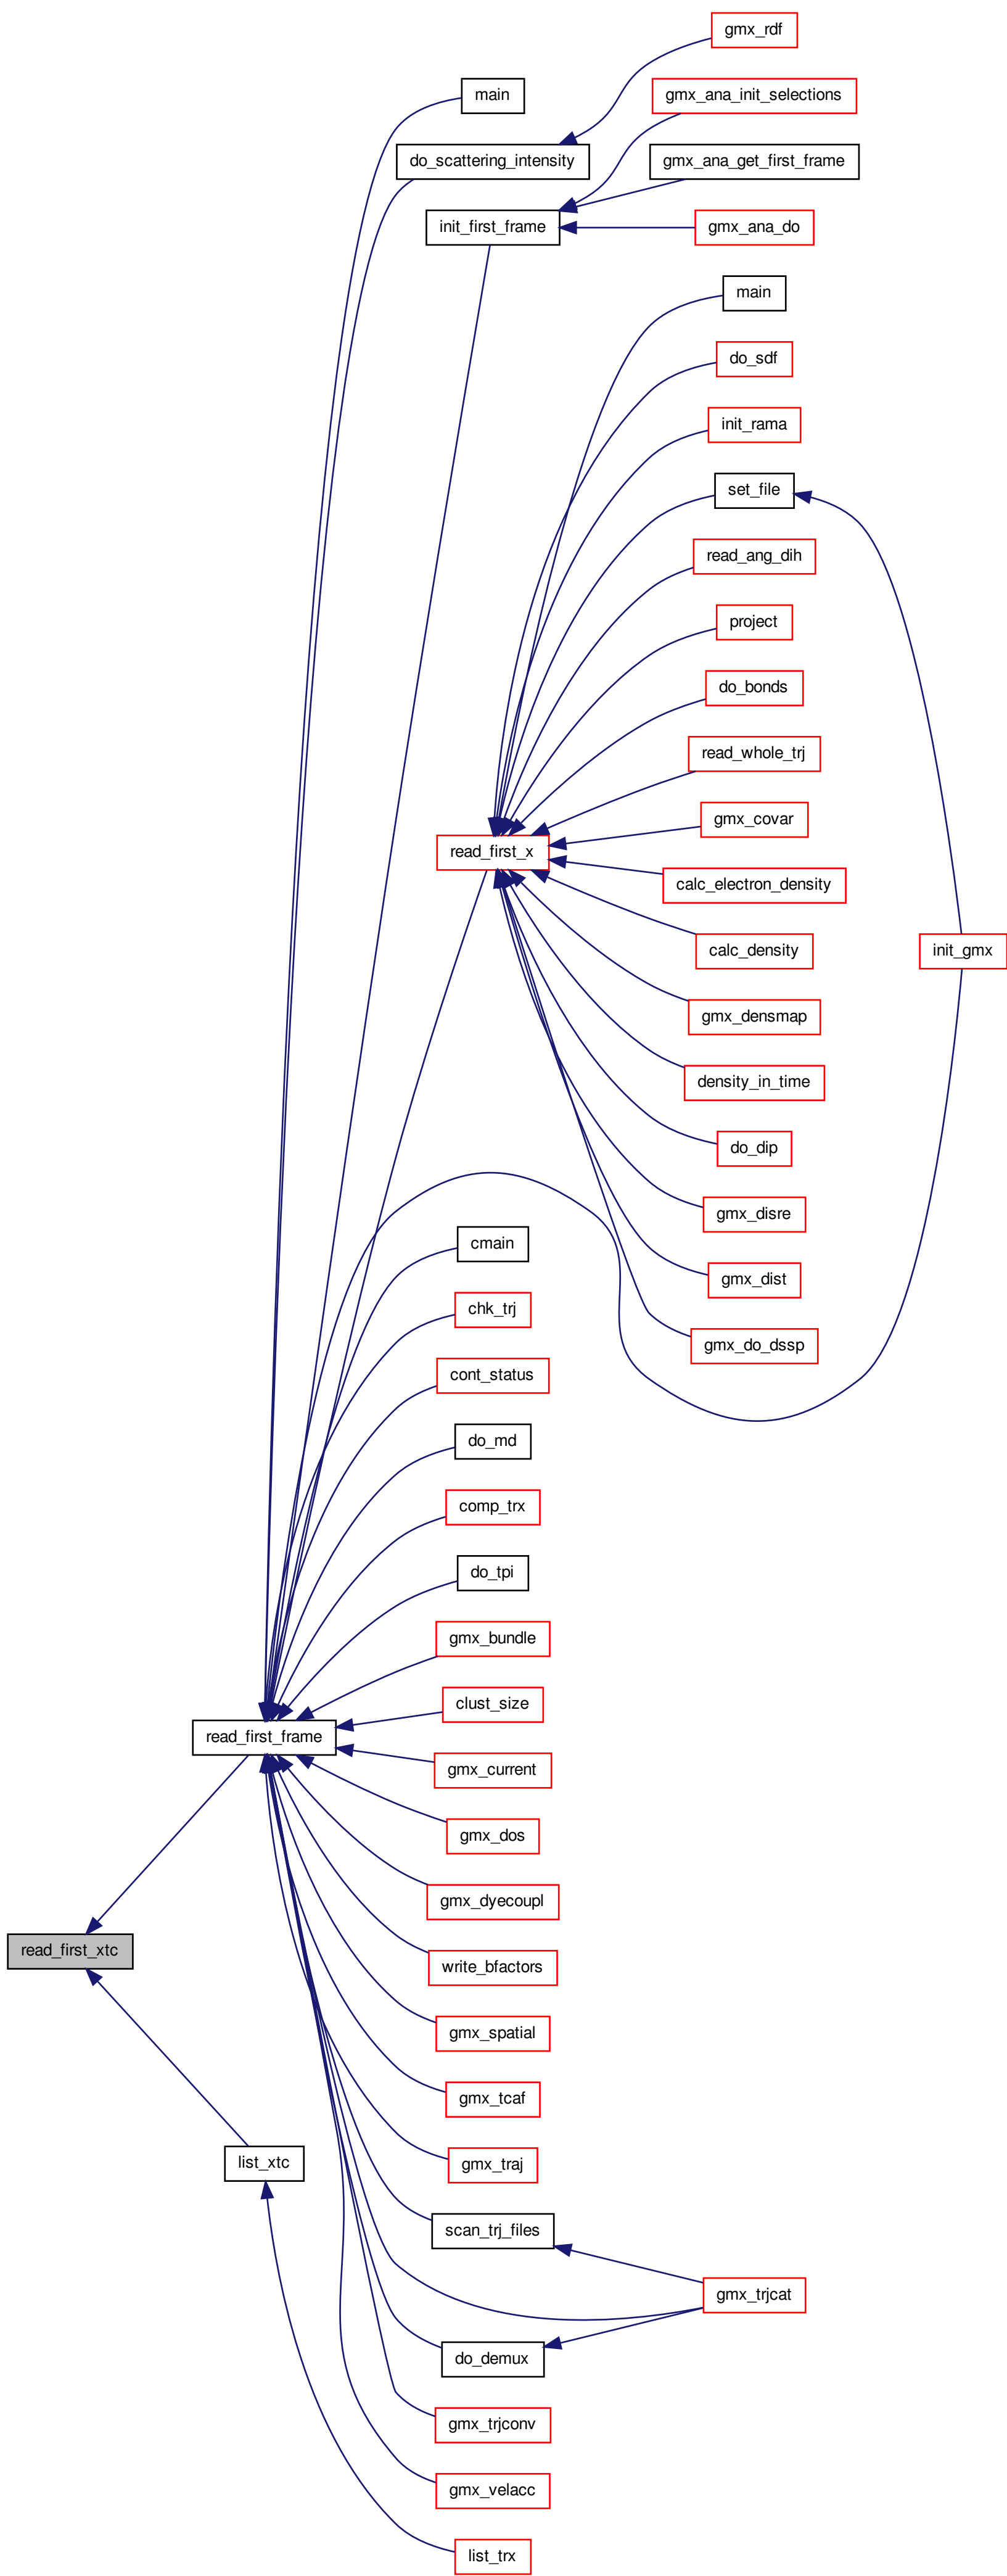 gmx_rdf
main
gmx_ana_init_selections
do_scattering_intensity
gmx_ana_get_first_frame
init_first_frame
gmx_ana_do
main
do_sdf
init_rama
set_file
read_ang_dih
project
do_bonds
read_whole_trj
gmx_covar
read_first_x
calc_electron_density
calc_density
init_gmx
gmx_densmap
density_in_time
do_dip
gmx_disre
cmain
gmx_dist
chk_trj
gmx_do_dssp
cont_status
do_md
comp_trx
do_tpi
gmx_bundle
clust_size
read_first_frame
gmx_current
gmx_dos
gmx_dyecoupl
read_first_xtc
write_bfactors
gmx_spatial
gmx_tcaf
gmx_traj
list_xtc
scan_trj_files
gmx_trjcat
do_demux
gmx_trjconv
gmx_velacc
list_trx